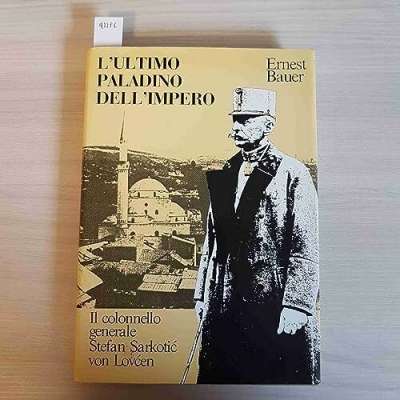 L'ULTIMO
PALADINO
DELL'IMPERO
Ernest
Bauer
Il colonnello
generale
Stefan Sarkotić
von Lovćen